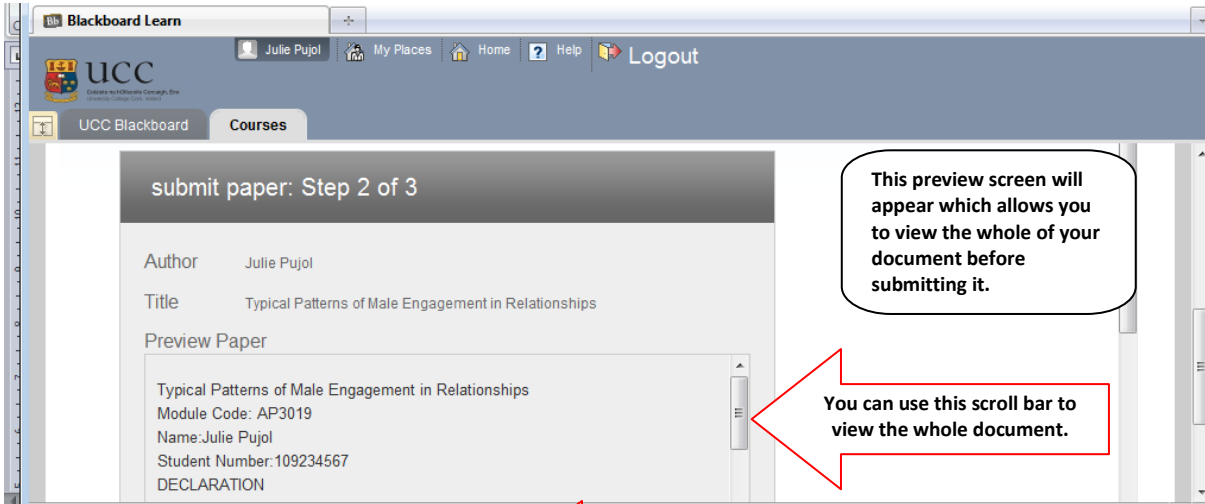 Blackboard Learn
Julie Pujol My Places Home Help Logout
UCC
UCC Blackboard Courses
submit paper: Step 2 of 3
This preview screen will
appear which allows you
to view the whole of your
document before
submitting it.
Author Julie Pujol
Title Typical Patterns of Male Engagement in Relationships
Preview Paper
Typical Patterns of Male Engagement in Relationships
Module Code: AP3019
Name:Julie Pujol
Student Number:109234567
DECLARATION
You can use this scroll bar to
view the whole document.